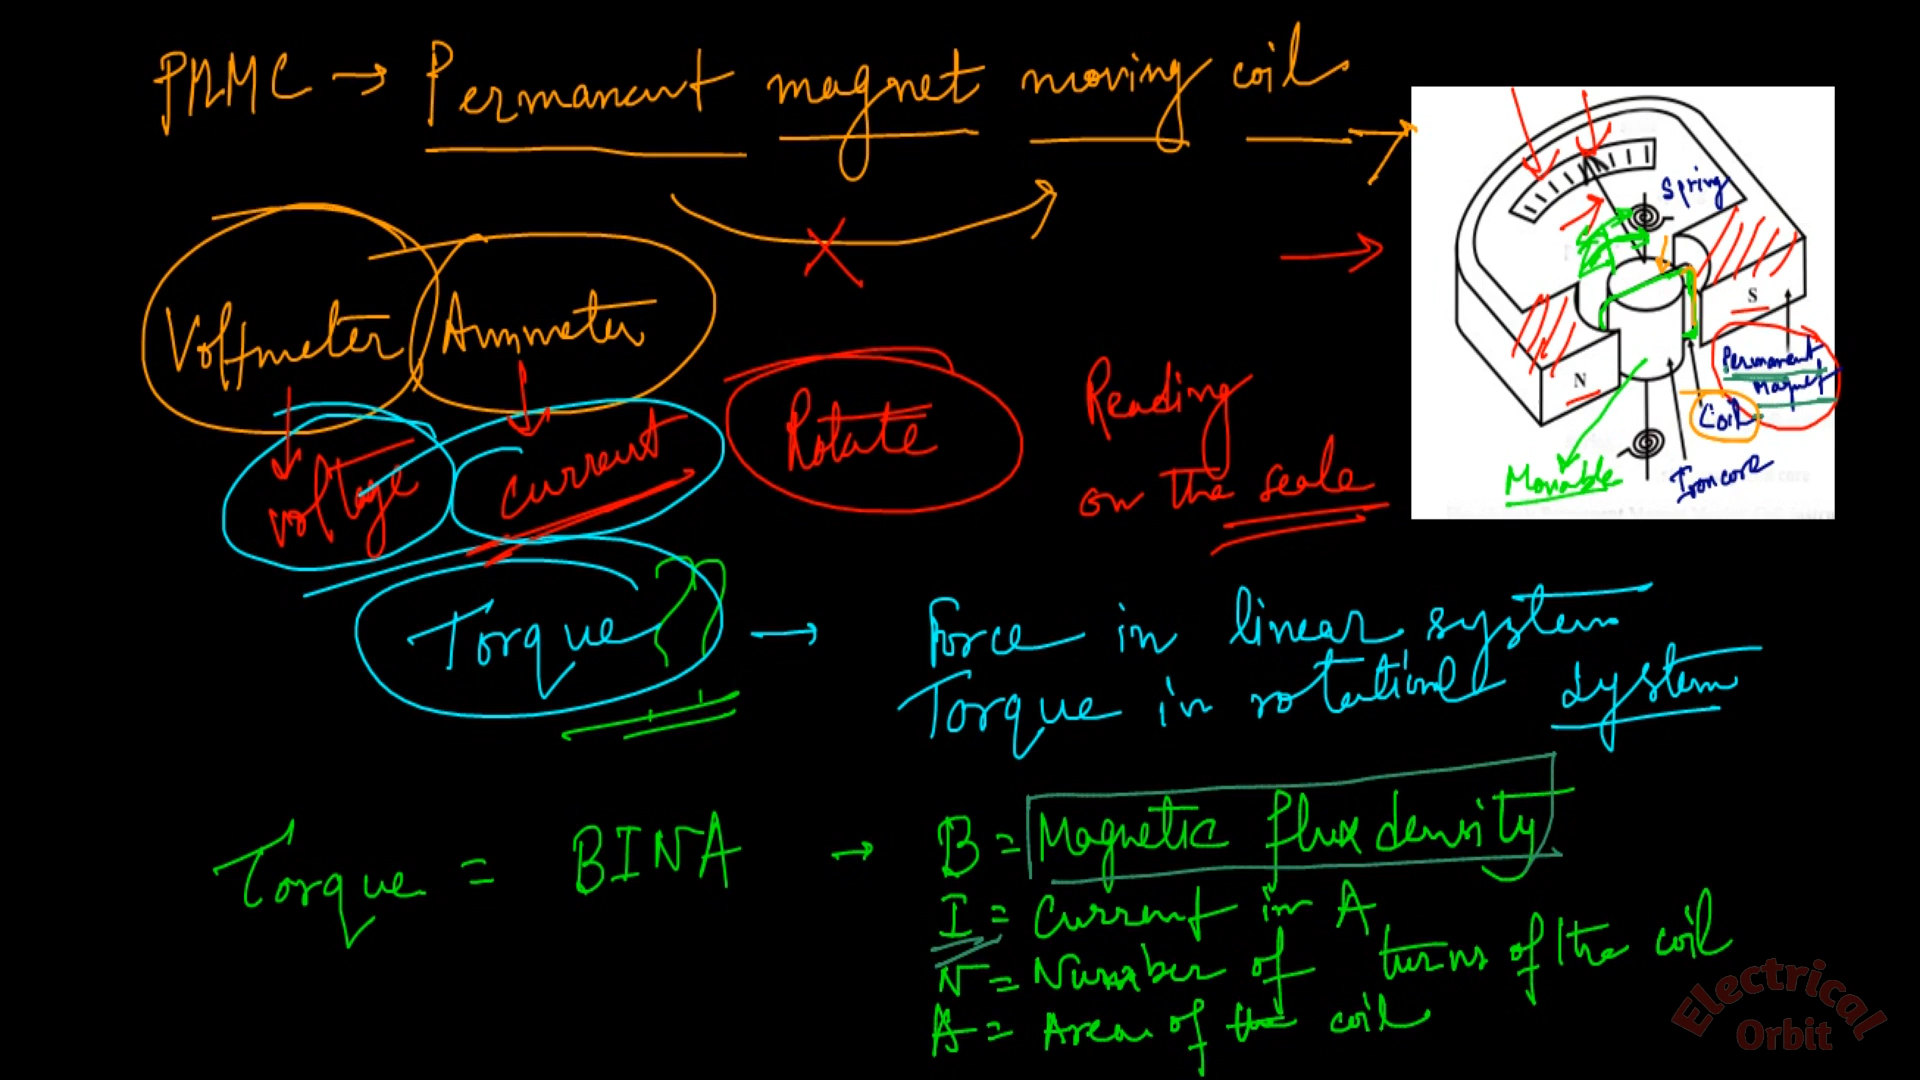 PMMC → Permanent magnet moving coil
Voltmeter
Ammeter
voltage
current
Rotate
Reading
on the scale
Spring
S
N
Permanent
Magnet
Coil
Movable
Iron core
core
Torque
→ Force in linear system
Torque in rotational system
Torque = BINA → B = Magnetic flux density
I = Current in A
N = Number of turns of the coil
A = Area of the coil
Electrical
Orbit